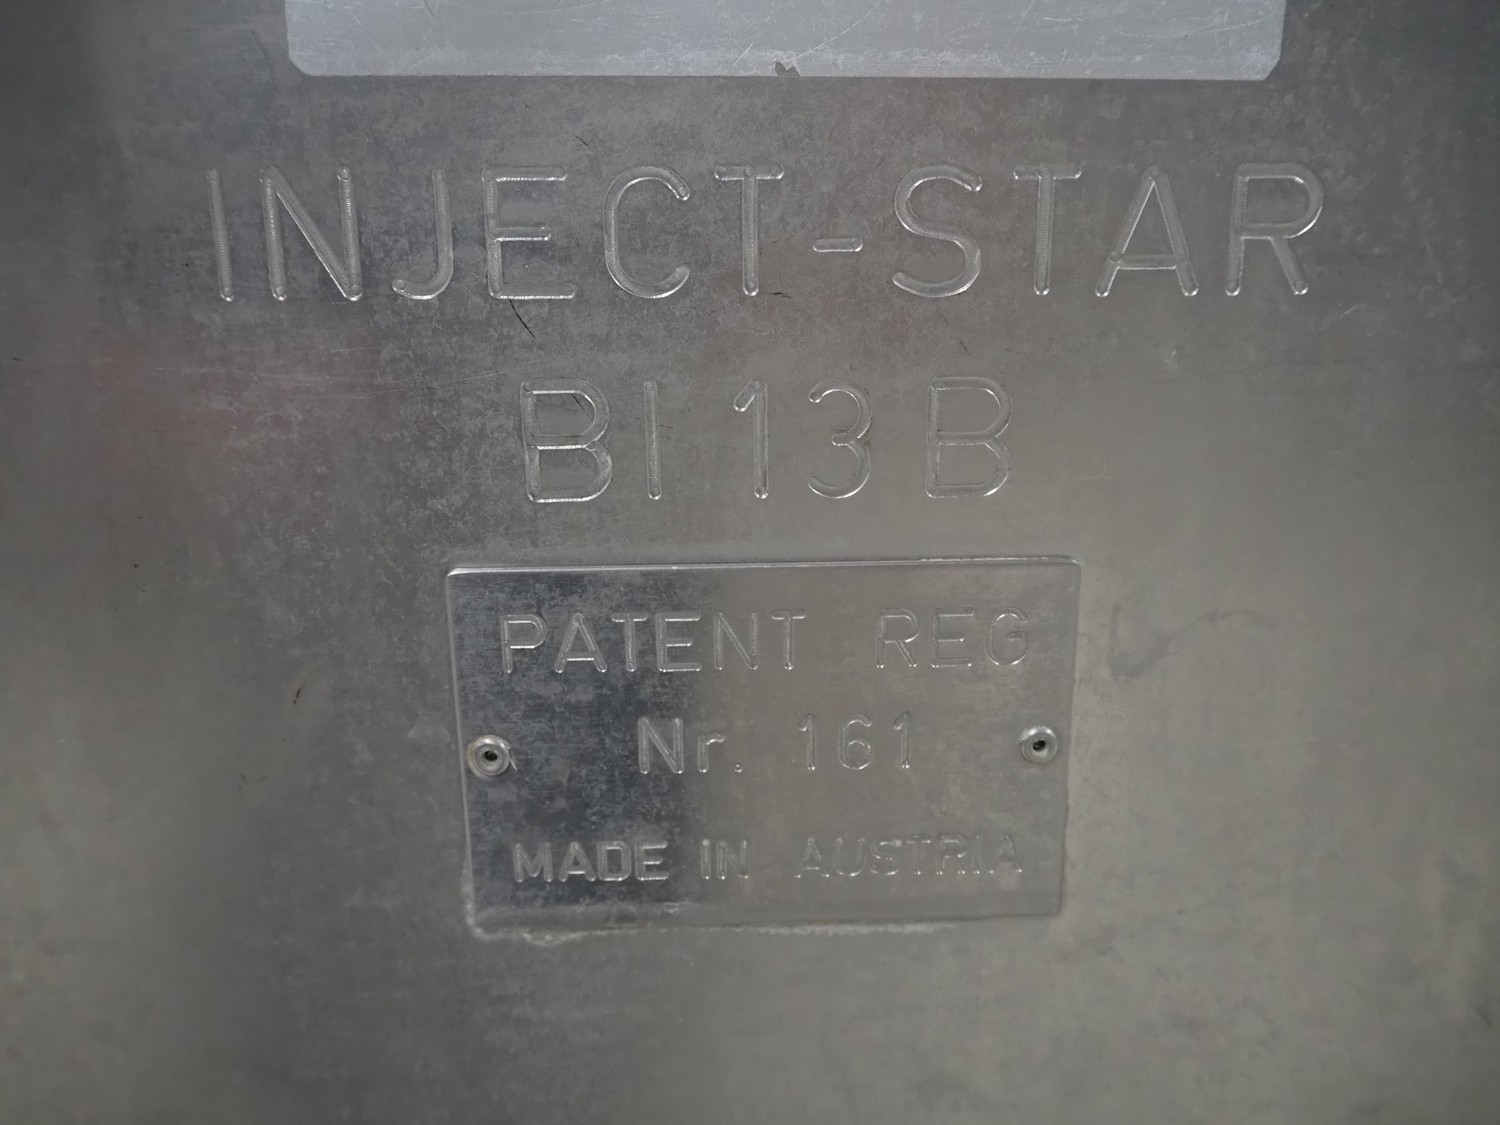 INJECT-STAR
BI 13 B
PATENT REG
Nr. 161
MADE IN AUSTRIA